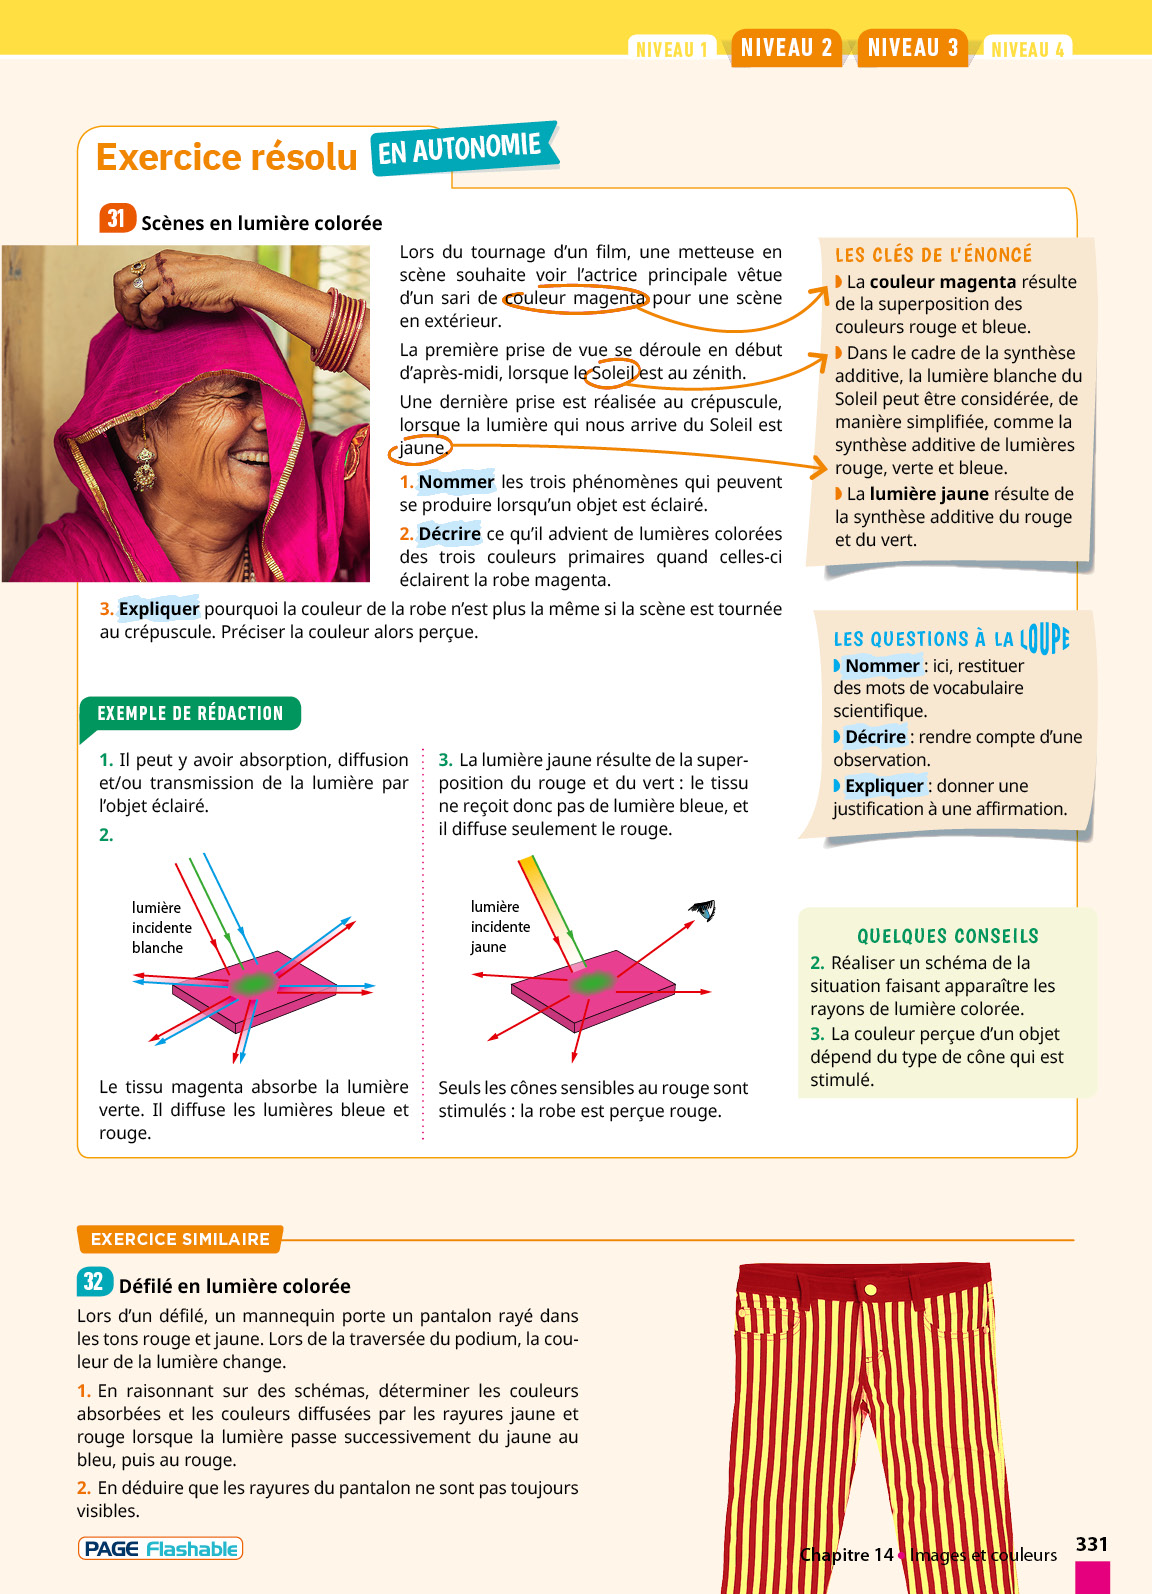 NIVEAU 1 NIVEAU 2 NIVEAU 3 NIVEAU 4
Exercice résolu EN AUTONOMIE
31 Scènes en lumière colorée
Lors du tournage d’un film, une metteuse en
scène souhaite voir l’actrice principale vêtue
d’un sari de couleur magenta pour une scène
en extérieur.
La première prise de vue se déroule en début
d’après-midi, lorsque le Soleil est au zénith.
Une dernière prise est réalisée au crépuscule,
lorsque la lumière qui nous arrive du Soleil est
jaune.
1. Nommer les trois phénomènes qui peuvent
se produire lorsqu’un objet est éclairé.
2. Décrire ce qu’il advient de lumières colorées
des trois couleurs primaires quand celles-ci
éclairent la robe magenta.
3. Expliquer pourquoi la couleur de la robe n’est plus la même si la scène est tournée
au crépuscule. Préciser la couleur alors perçue.
LES CLÉS DE L’ÉNONCÉ
La couleur magenta résulte
de la superposition des
couleurs rouge et bleue.
Dans le cadre de la synthèse
additive, la lumière blanche du
Soleil peut être considérée, de
manière simplifiée, comme la
synthèse additive de lumières
rouge, verte et bleue.
La lumière jaune résulte de
la synthèse additive du rouge
et du vert.
LES QUESTIONS À LA LOUPE
Nommer : ici, restituer
des mots de vocabulaire
scientifique.
Décrire : rendre compte d’une
observation.
Expliquer : donner une
justification à une affirmation.
EXEMPLE DE RÉDACTION
1. Il peut y avoir absorption, diffusion
et/ou transmission de la lumière par
l’objet éclairé.
2.
lumière
incidente
blanche
Le tissu magenta absorbe la lumière
verte. Il diffuse les lumières bleue et
rouge.
3. La lumière jaune résulte de la super-
position du rouge et du vert : le tissu
ne reçoit donc pas de lumière bleue, et
il diffuse seulement le rouge.
lumière
incidente
jaune
Seuls les cônes sensibles au rouge sont
stimulés : la robe est perçue rouge.
QUELQUES CONSEILS
2. Réaliser un schéma de la
situation faisant apparaître les
rayons de lumière colorée.
3. La couleur perçue d’un objet
dépend du type de cône qui est
stimulé.
EXERCICE SIMILAIRE
32 Défilé en lumière colorée
Lors d’un défilé, un mannequin porte un pantalon rayé dans
les tons rouge et jaune. Lors de la traversée du podium, la cou-
leur de la lumière change.
1. En raisonnant sur des schémas, déterminer les couleurs
absorbées et les couleurs diffusées par les rayures jaune et
rouge lorsque la lumière passe successivement du jaune au
bleu, puis au rouge.
2. En déduire que les rayures du pantalon ne sont pas toujours
visibles.
PAGE Flashable
Chapitre 14 • Images et couleurs
331